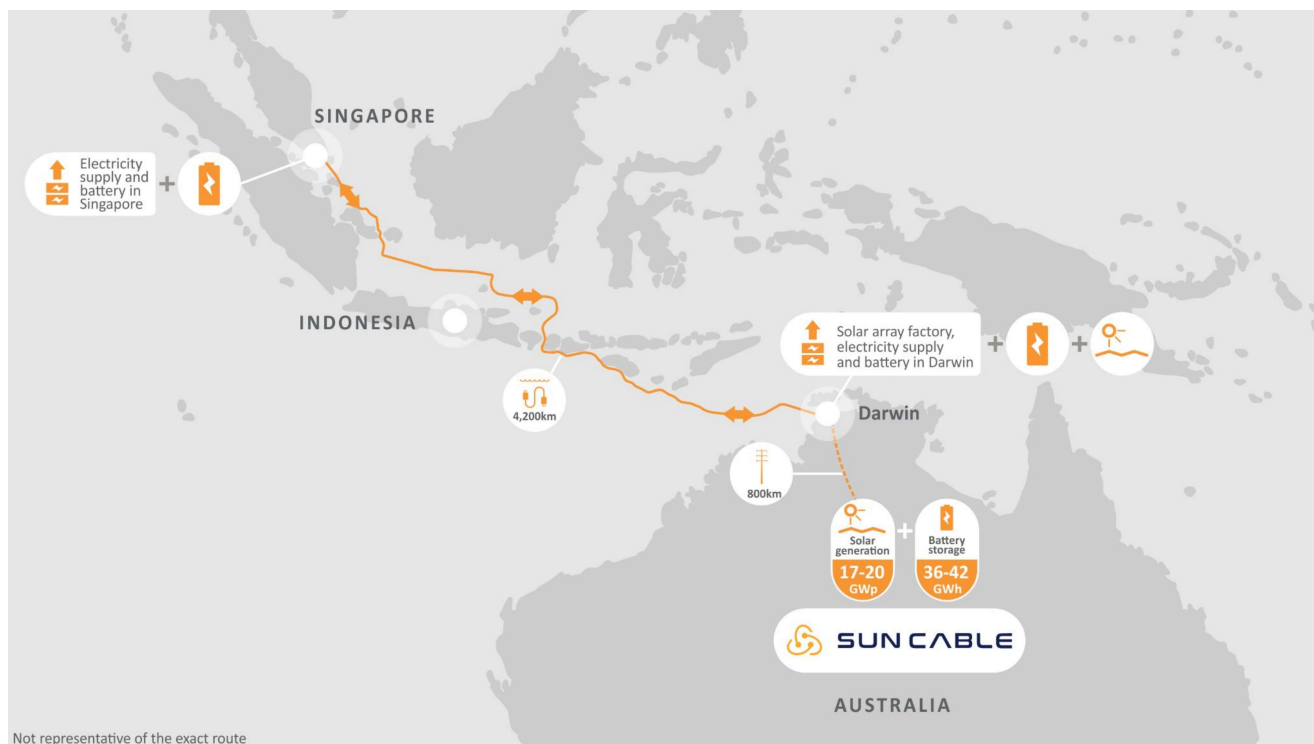 SINGAPORE
Electricity
supply and
battery in
Singapore
INDONESIA
Solar array factory,
electricity supply
and battery in Darwin
4,200km
Darwin
800km
Solar
generation
17-20
GWp
Battery
storage
36-42
GWh
SUN CABLE
AUSTRALIA
Not representative of the exact route